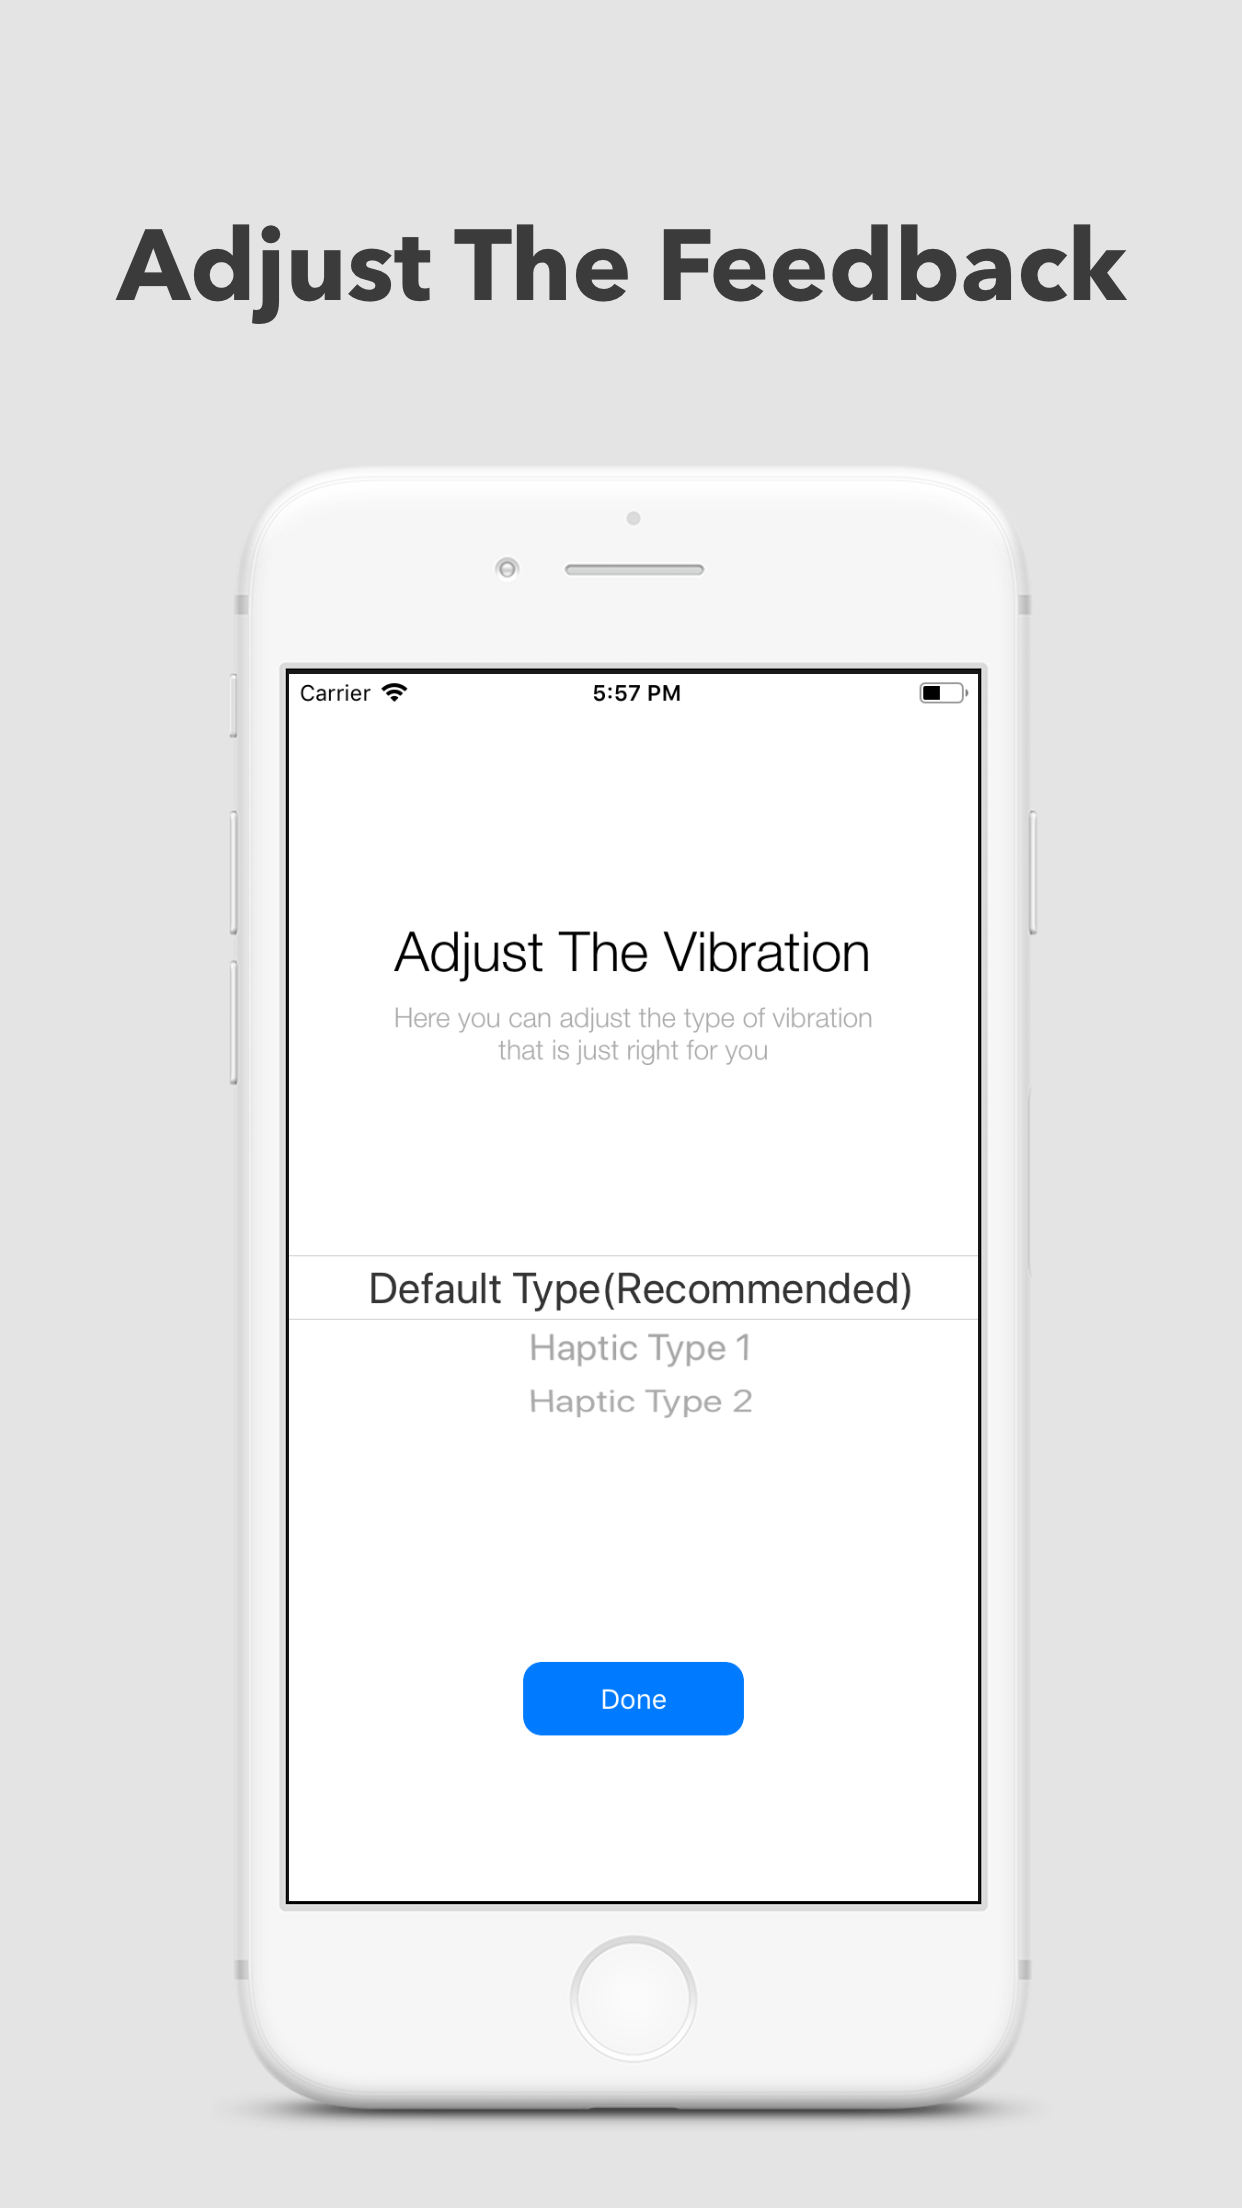 Adjust The Feedback
Carrier 5:57 PM
Adjust The Vibration
Here you can adjust the type of vibration
that is just right for you
Default Type(Recommended)
Haptic Type 1
Haptic Type 2
Done